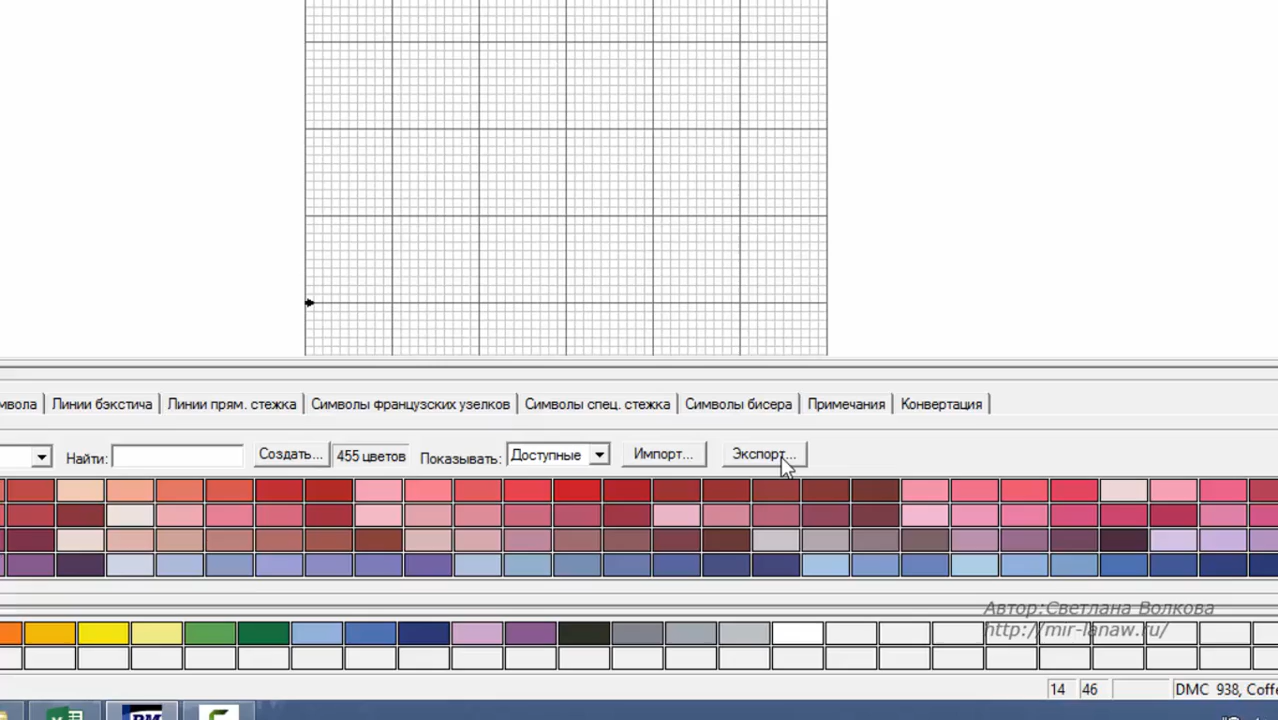 мвола Линии бэкстича Линии прям. стежка Символы французских узелков Символы спец. стежка Символы бисера Примечания Конвертация
Найти: Создать... 455 цветов Показывать: Доступные Импорт... Экспорт...
Автор:Светлана Волкова
http://mir-lanaw.ru/
14 46 DMC 938, Coffe